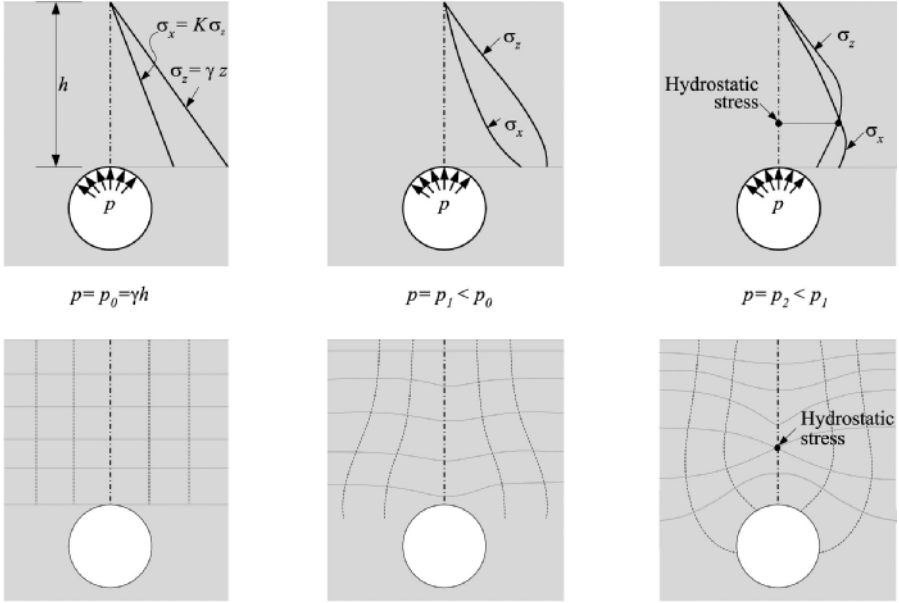 h
σx= Kσz
σz= γ z
p
σz
σx
p
Hydrostatic
stress
σz
σx
p
p= p0=γh
p= p1 < p0
p= p2 < p1
Hydrostatic
stress